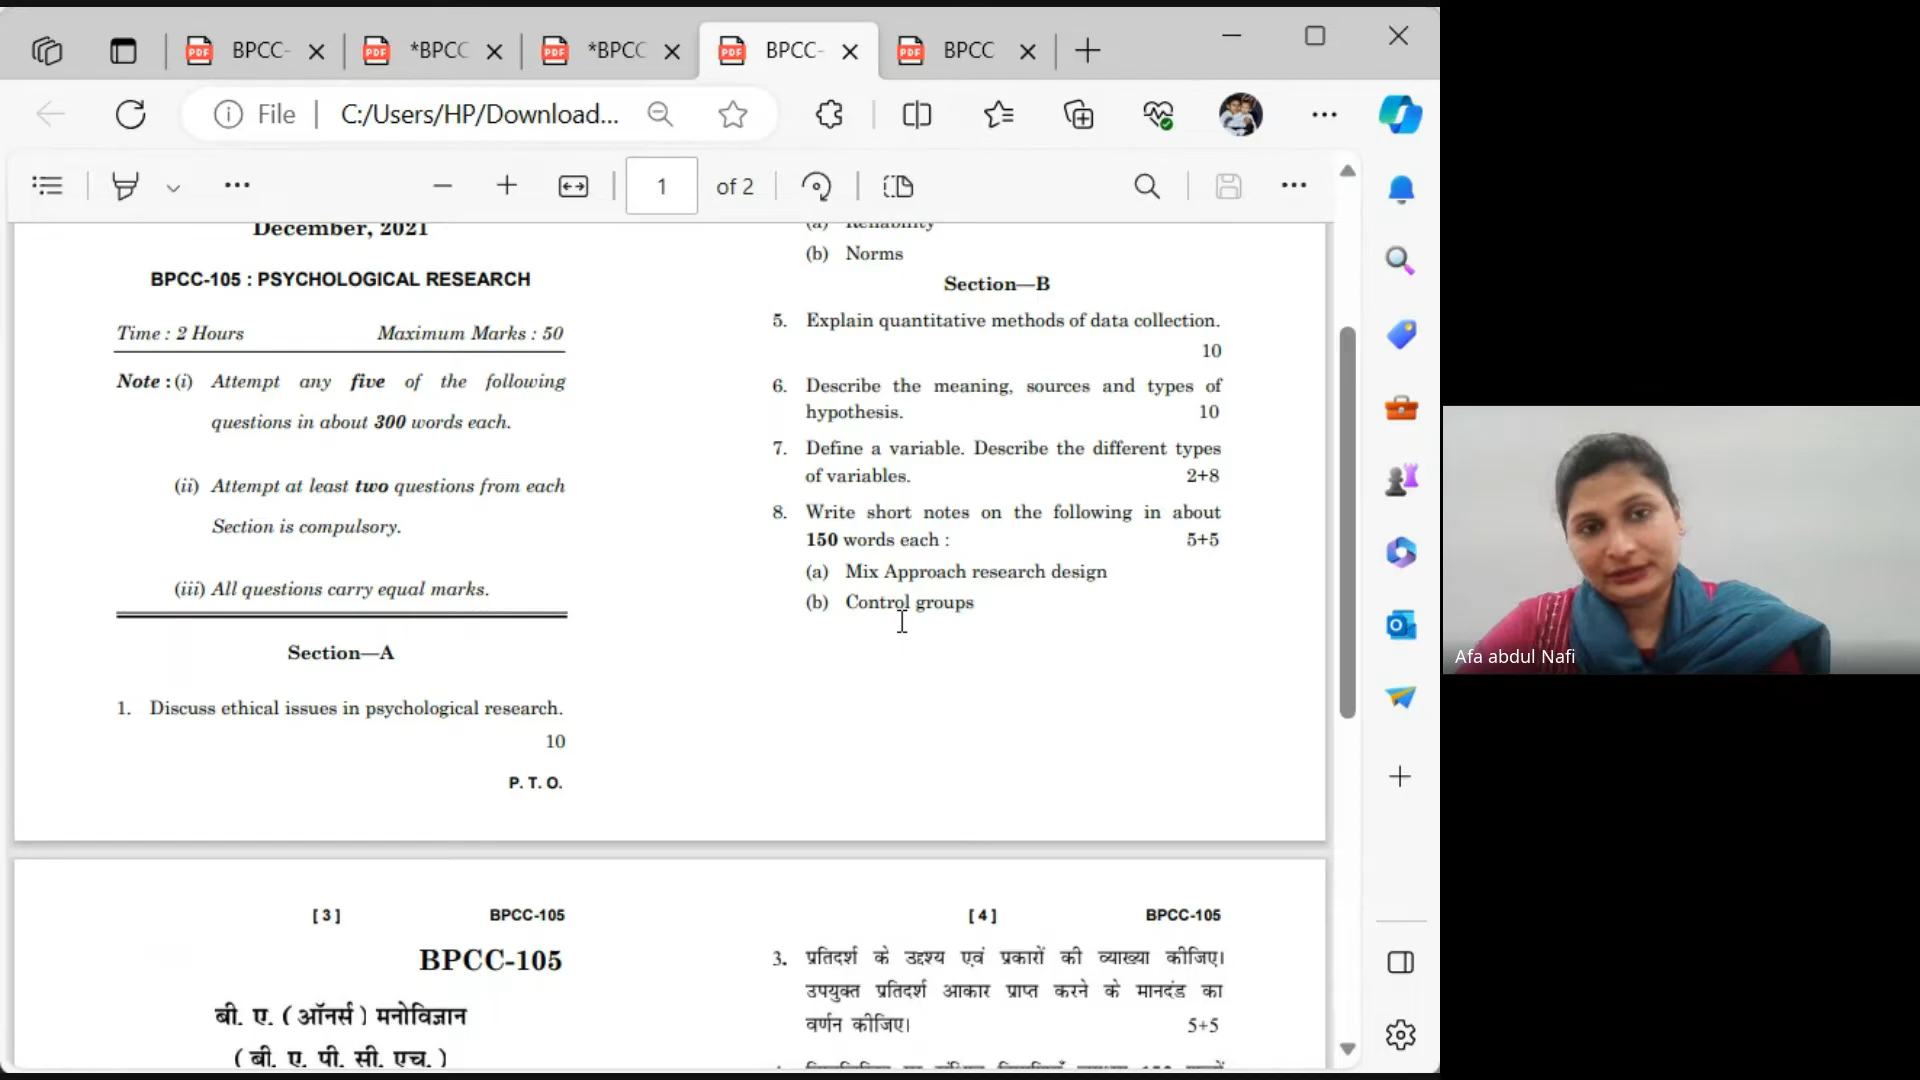 BPCC-
*BPCC
*BPCC
BPCC-
BPCC
File
C:/Users/HP/Download...
1 of 2
December, 2021
BPCC-105 : PSYCHOLOGICAL RESEARCH
Time : 2 Hours Maximum Marks : 50
Note : (i) Attempt any five of the following
questions in about 300 words each.
(ii) Attempt at least two questions from each
Section is compulsory.
(iii) All questions carry equal marks.
Section—A
1. Discuss ethical issues in psychological research.
10
P. T. O.
(a) Reliability
(b) Norms
Section—B
5. Explain quantitative methods of data collection.
10
6. Describe the meaning, sources and types of
hypothesis. 10
7. Define a variable. Describe the different types
of variables. 2+8
8. Write short notes on the following in about
150 words each : 5+5
(a) Mix Approach research design
(b) Control groups
[ 3 ] BPCC-105
BPCC-105
बी. ए. ( ऑनर्स ) मनोविज्ञान
( बी. ए. पी. सी. एच. )
[ 4 ] BPCC-105
3. प्रतिदर्श के उद्दश्य एवं प्रकारों की व्याख्या कीजिए।
उपयुक्त प्रतिदर्श आकार प्राप्त करने के मानदंड का
वर्णन कीजिए। 5+5
Afa abdul Nafi